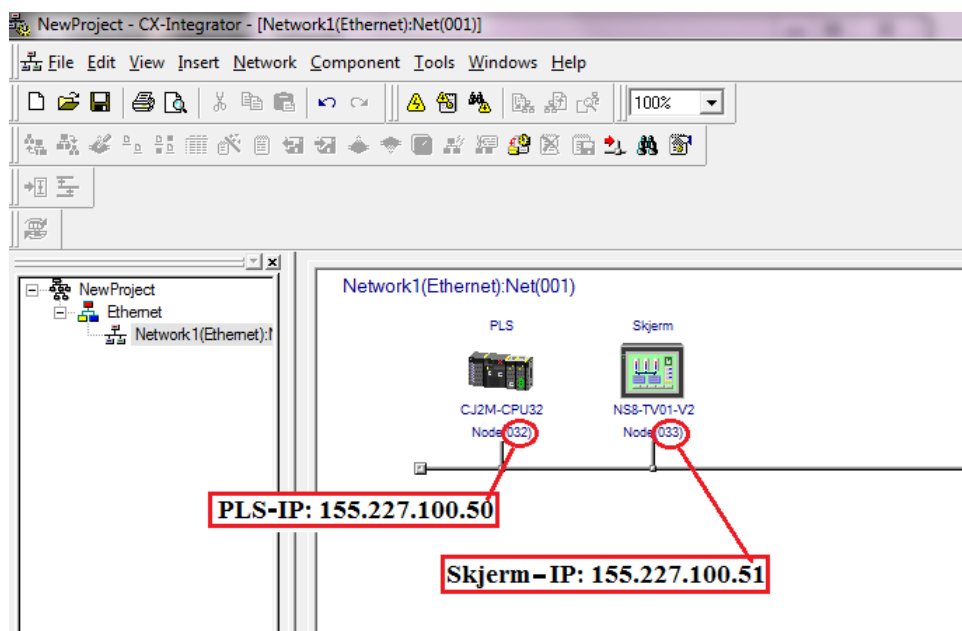 NewProject - CX-Integrator - [Network1(Ethernet):Net(001)]
File Edit View Insert Network Component Tools Windows Help
100%
NewProject
Ethernet
Network1(Ethernet):
Network1(Ethernet):Net(001)
PLS Skjerm
CJ2M-CPU32 NS8-TV01-V2
Node(032) Node(033)
PLS-IP: 155.227.100.50
Skjerm-IP: 155.227.100.51